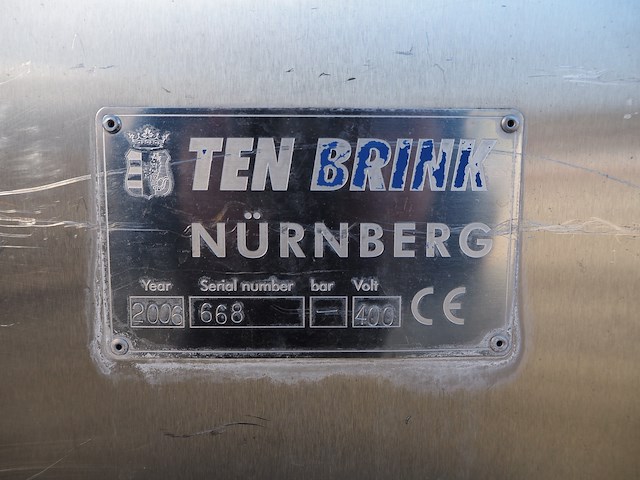 TEN BRINK
NÜRNBERG
Year Serial number bar Volt
2006 668 – 400 CE